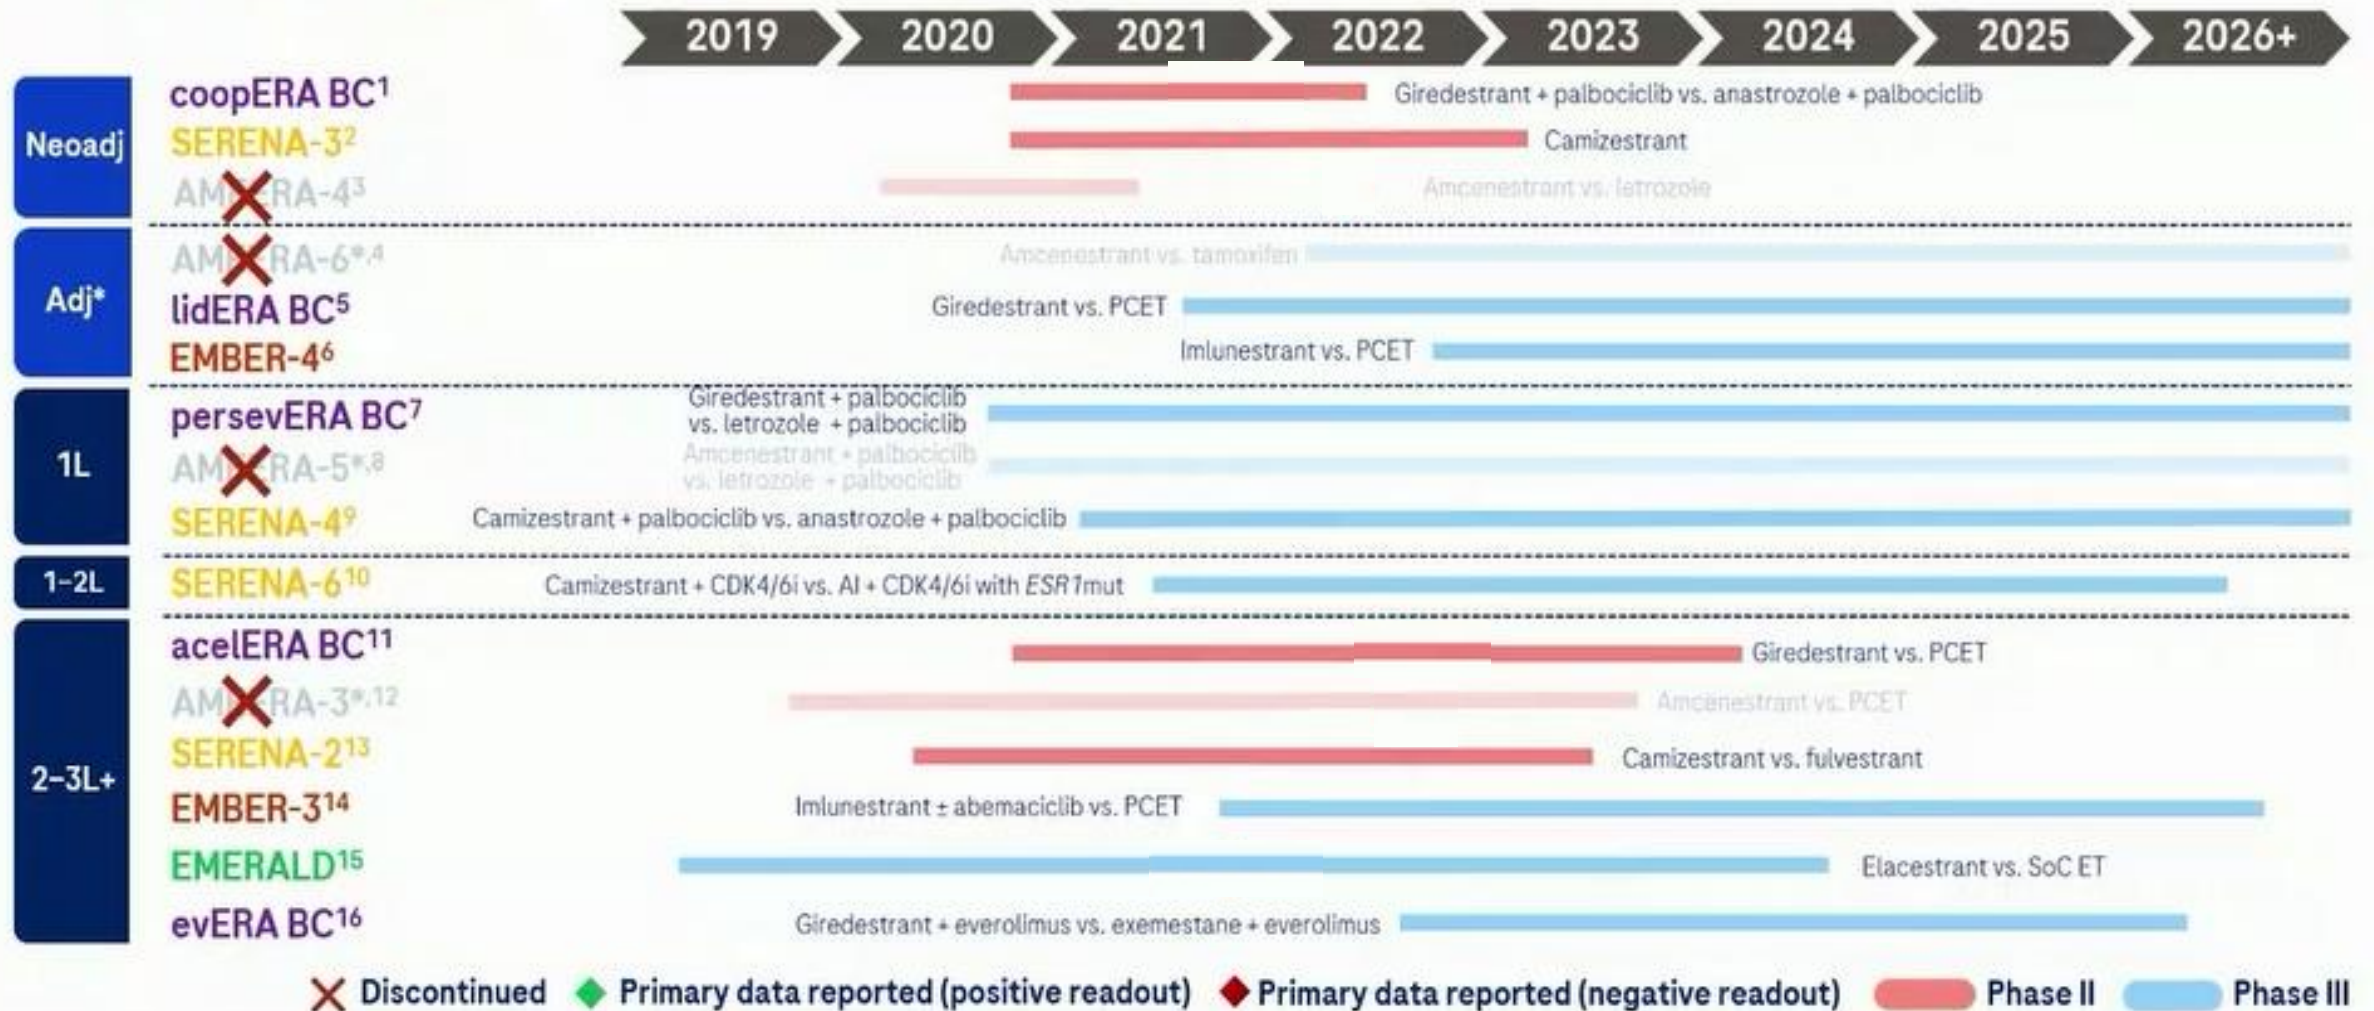 2019 2020 2021 2022 2023 2024 2025 2026+
Neoadj
coopERA BC1
Giredestrant + palbociclib vs. anastrozole + palbociclib
SERENA-32
Camizestrant
RA-43
Amcenestrant vs. letrozole
Adj*
RA-6*,4
Amcenestrant vs. tamoxifen
lidERA BC5
Giredestrant vs. PCET
EMBER-46
Imlunestrant vs. PCET
1L
persevERA BC7
Giredestrant + palbociclib
vs. letrozole + palbociclib
RA-5*,8
Amcenestrant + palbociclib
vs. letrozole + palbociclib
SERENA-49
Camizestrant + palbociclib vs. anastrozole + palbociclib
1-2L
SERENA-610
Camizestrant + CDK4/6i vs. AI + CDK4/6i with ESR1mut
2-3L+
acelERA BC11
Giredestrant vs. PCET
RA-3*,12
Amcenestrant vs. PCET
SERENA-213
Camizestrant vs. fulvestrant
EMBER-314
Imlunestrant ± abemaciclib vs. PCET
EMERALD15
Elacestrant vs. SoC ET
evERA BC16
Giredestrant + everolimus vs. exemestane + everolimus
Discontinued Primary data reported (positive readout) Primary data reported (negative readout) Phase II Phase III